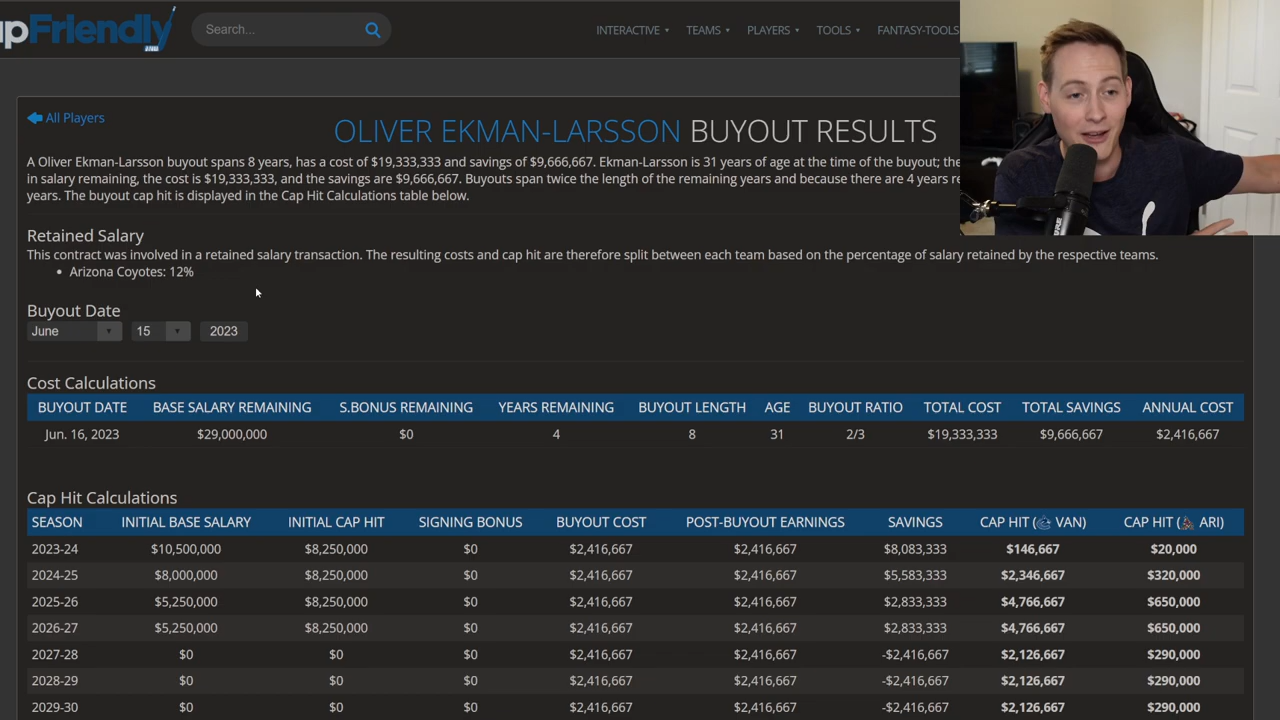 apFriendly
Search...
INTERACTIVE TEAMS PLAYERS TOOLS FANTASY-TOOLS
All Players
OLIVER EKMAN-LARSSON BUYOUT RESULTS
A Oliver Ekman-Larsson buyout spans 8 years, has a cost of $19,333,333 and savings of $9,666,667. Ekman-Larsson is 31 years of age at the time of the buyout; the
in salary remaining, the cost is $19,333,333, and the savings are $9,666,667. Buyouts span twice the length of the remaining years and because there are 4 years re
years. The buyout cap hit is displayed in the Cap Hit Calculations table below.
Retained Salary
This contract was involved in a retained salary transaction. The resulting costs and cap hit are therefore split between each team based on the percentage of salary retained by the respective teams.
• Arizona Coyotes: 12%
Buyout Date
June 15 2023
Cost Calculations
BUYOUT DATE BASE SALARY REMAINING S.BONUS REMAINING YEARS REMAINING BUYOUT LENGTH AGE BUYOUT RATIO TOTAL COST TOTAL SAVINGS ANNUAL COST
Jun. 16, 2023 $29,000,000 $0 4 8 31 2/3 $19,333,333 $9,666,667 $2,416,667
Cap Hit Calculations
SEASON INITIAL BASE SALARY INITIAL CAP HIT SIGNING BONUS BUYOUT COST POST-BUYOUT EARNINGS SAVINGS CAP HIT ( VAN) CAP HIT ( ARI)
2023-24 $10,500,000 $8,250,000 $0 $2,416,667 $2,416,667 $8,083,333 $146,667 $20,000
2024-25 $8,000,000 $8,250,000 $0 $2,416,667 $2,416,667 $5,583,333 $2,346,667 $320,000
2025-26 $5,250,000 $8,250,000 $0 $2,416,667 $2,416,667 $2,833,333 $4,766,667 $650,000
2026-27 $5,250,000 $8,250,000 $0 $2,416,667 $2,416,667 $2,833,333 $4,766,667 $650,000
2027-28 $0 $0 $0 $2,416,667 $2,416,667 -$2,416,667 $2,126,667 $290,000
2028-29 $0 $0 $0 $2,416,667 $2,416,667 -$2,416,667 $2,126,667 $290,000
2029-30 $0 $0 $0 $2,416,667 $2,416,667 -$2,416,667 $2,126,667 $290,000